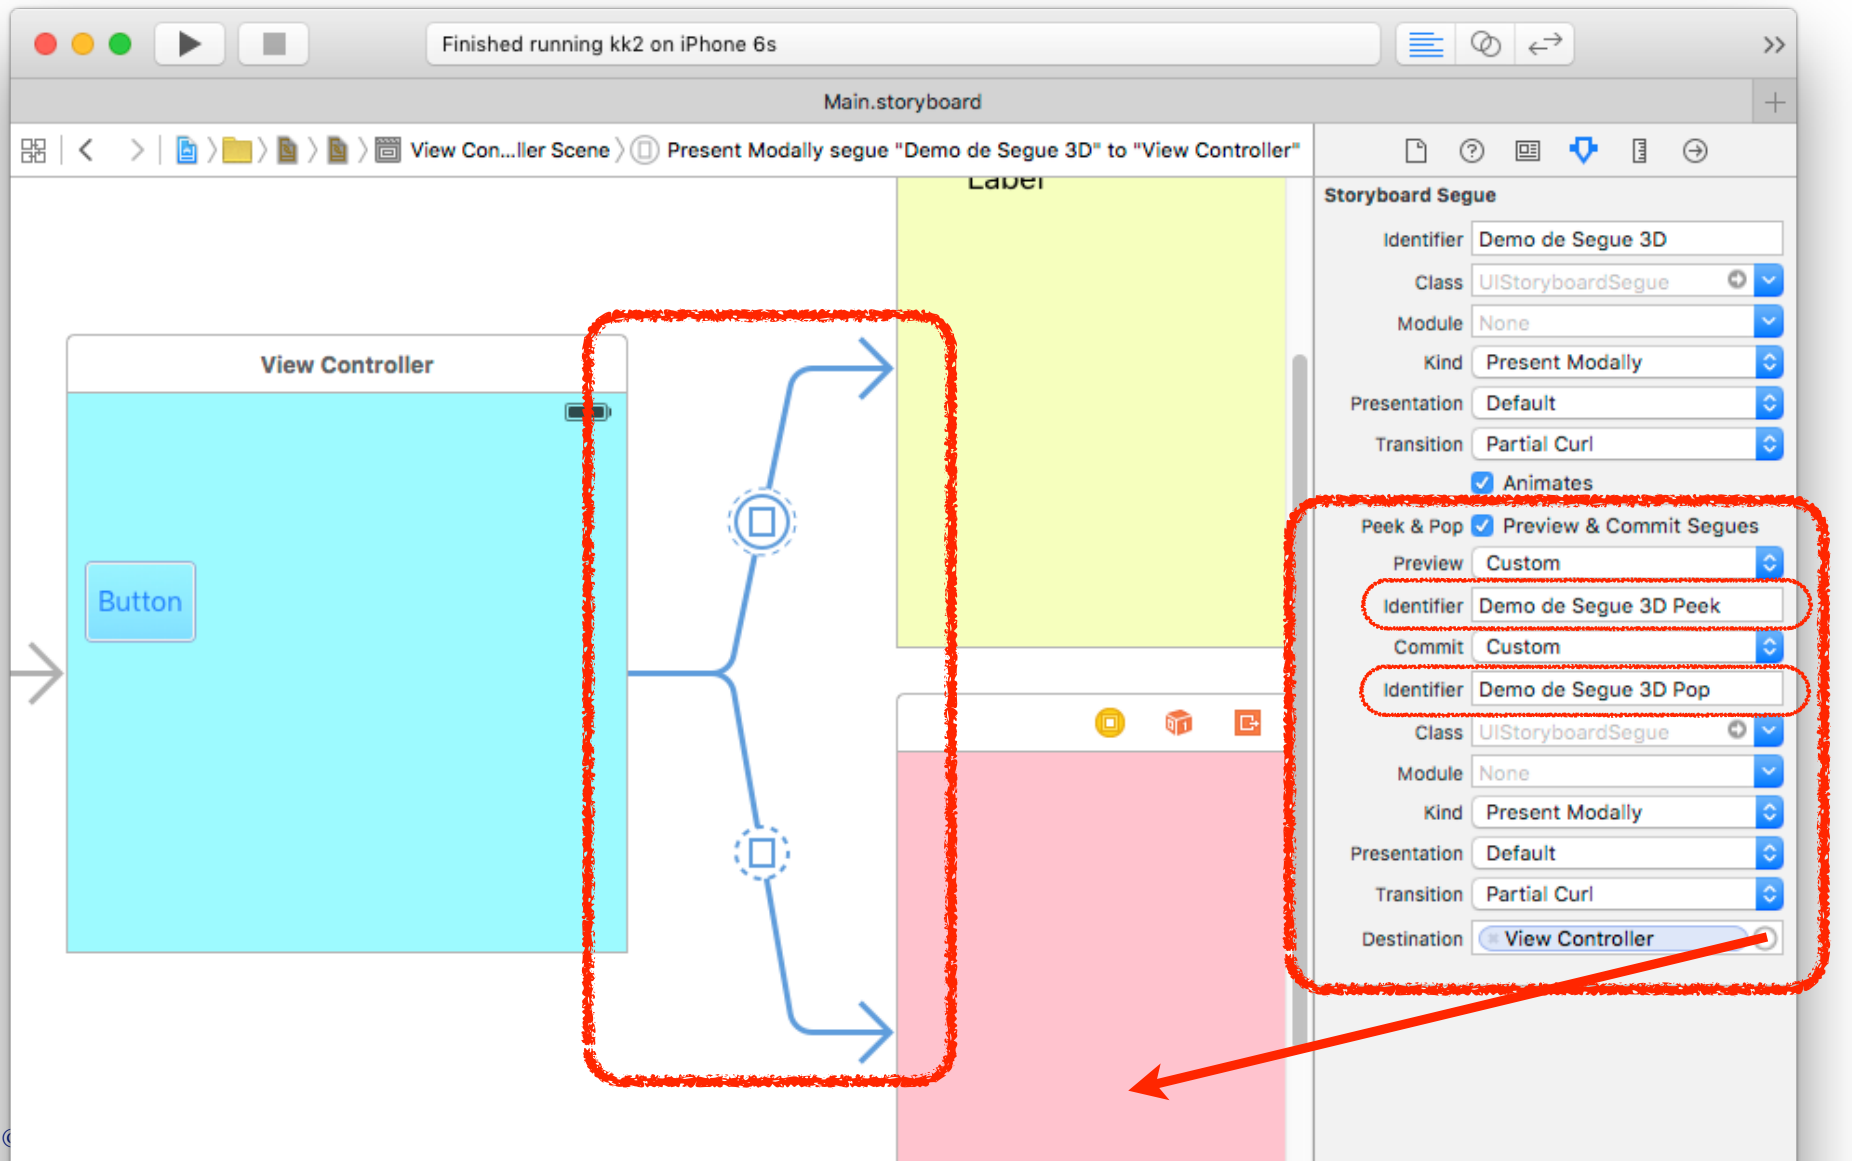 Finished running kk2 on iPhone 6s
Main.storyboard
View Con...ller Scene
Present Modally segue "Demo de Segue 3D" to "View Controller"
Label
View Controller
Button
Storyboard Segue
Identifier Demo de Segue 3D
Class UIStoryboardSegue
Module None
Kind Present Modally
Presentation Default
Transition Partial Curl
Animates
Peek & Pop Preview & Commit Segues
Preview Custom
Identifier Demo de Segue 3D Peek
Commit Custom
Identifier Demo de Segue 3D Pop
Class UIStoryboardSegue
Module None
Kind Present Modally
Presentation Default
Transition Partial Curl
Destination View Controller